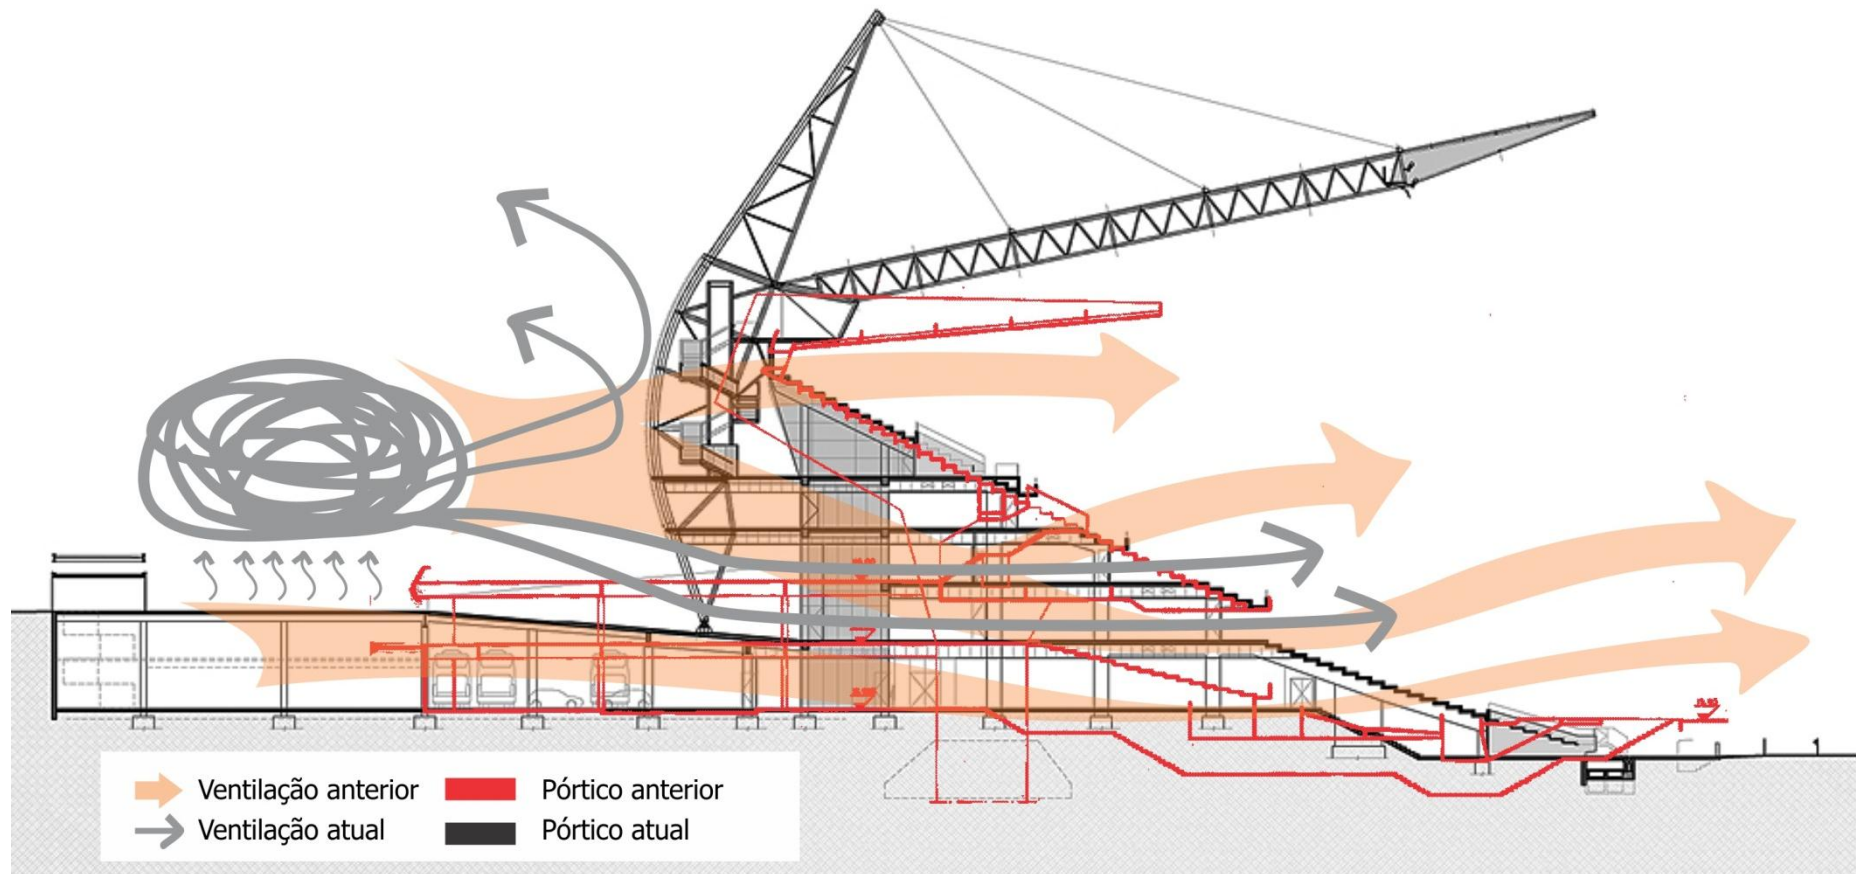 Ventilação anterior
Pórtico anterior
Ventilação atual
Pórtico atual